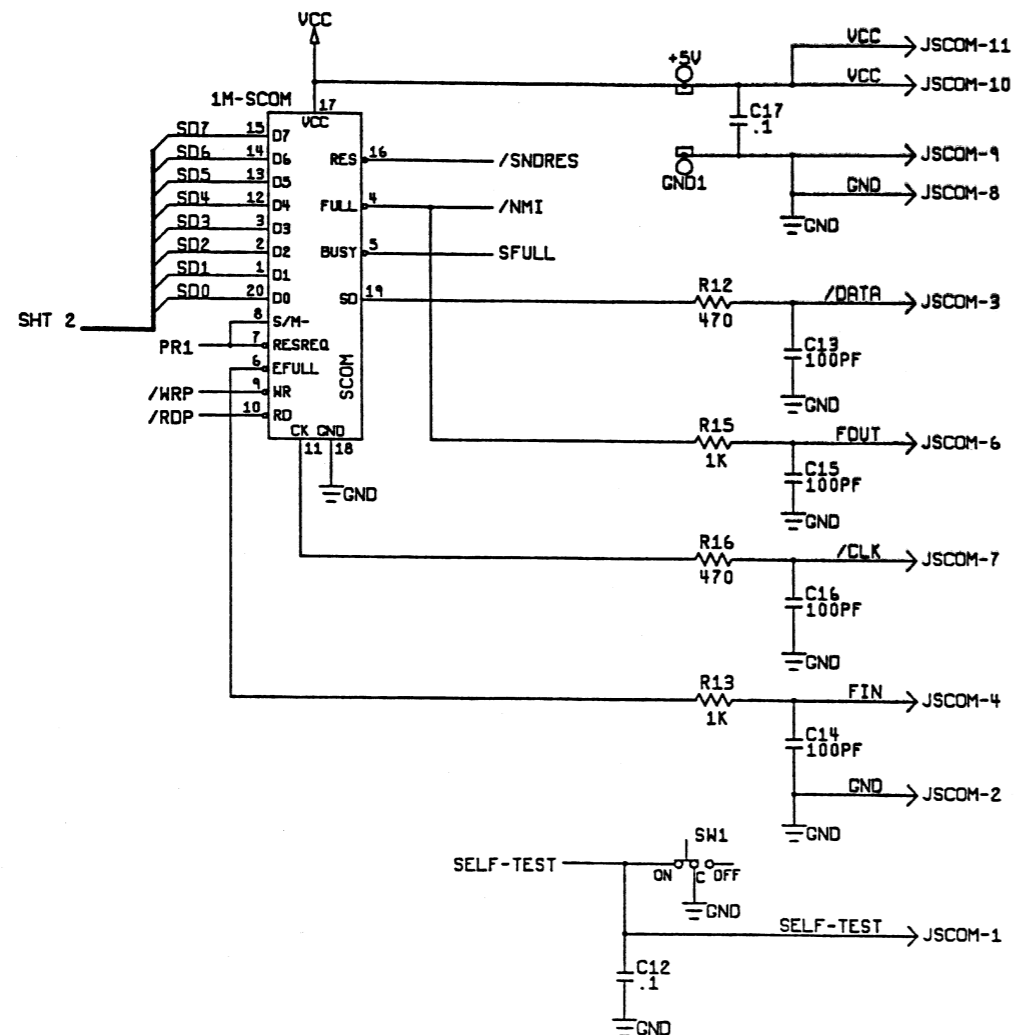 VCC
+5V
VCC
JSCOM-11
VCC
JSCOM-10
1M-SCOM
17
VCC
C17
.1
SD7
15
D7
SD6
14
D6
RES
16
/SNDRES
GND1
JSCOM-9
SD5
13
D5
GND
JSCOM-8
SD4
12
D4
FULL
4
/NMI
GND
SD3
3
D3
SD2
2
D2
BUSY
5
SFULL
SD1
1
D1
SD0
20
D0
SD
19
R12
470
/DATA
JSCOM-3
SHT 2
8
S/M-
PR1
7
RESREQ
C13
100PF
6
EFULL
SCOM
/WRP
9
WR
GND
/RDP
10
RD
CK
GND
11
18
R15
1K
FOUT
JSCOM-6
C15
100PF
GND
GND
R16
470
/CLK
JSCOM-7
C16
100PF
GND
R13
1K
FIN
JSCOM-4
C14
100PF
GND
JSCOM-2
GND
SW1
SELF-TEST
ON
C
OFF
GND
SELF-TEST
JSCOM-1
C12
.1
GND